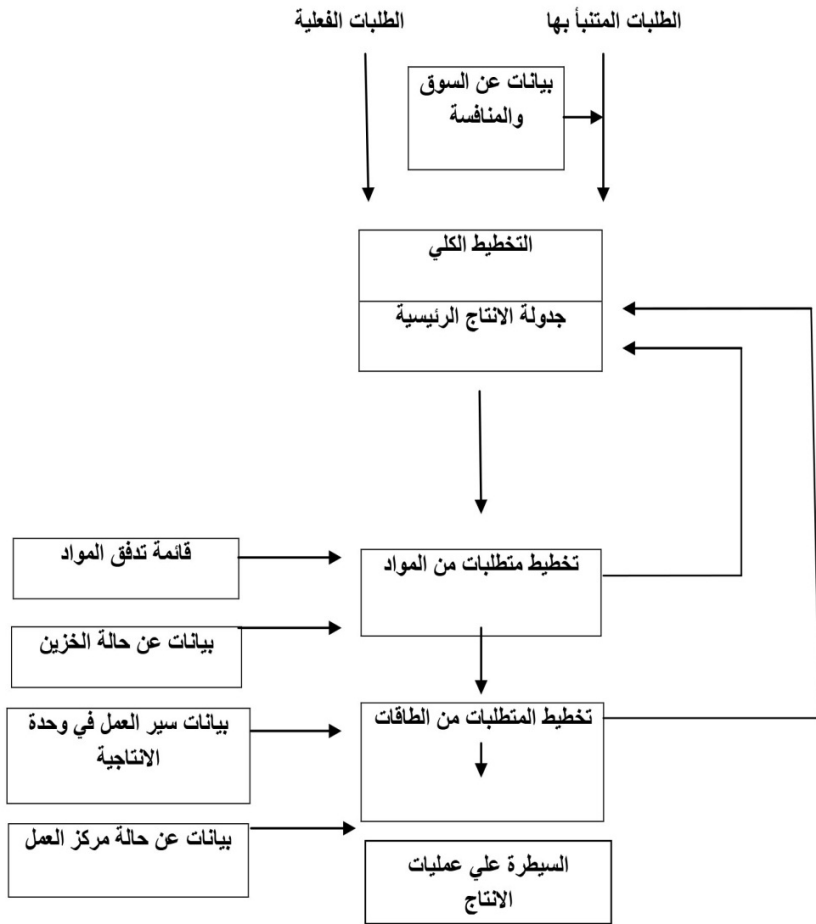 الطلبات المتنبأ بها
الطلبات الفعلية
بيانات عن السوق
والمنافسة
التخطيط الكلي
جدولة الانتاج الرئيسية
تخطيط متطلبات من المواد
قائمة تدفق المواد
بيانات عن حالة الخزين
تخطيط المتطلبات من الطاقات
بيانات سير العمل في وحدة
الانتاجية
بيانات عن حالة مركز العمل
السيطرة علي عمليات
الانتاج